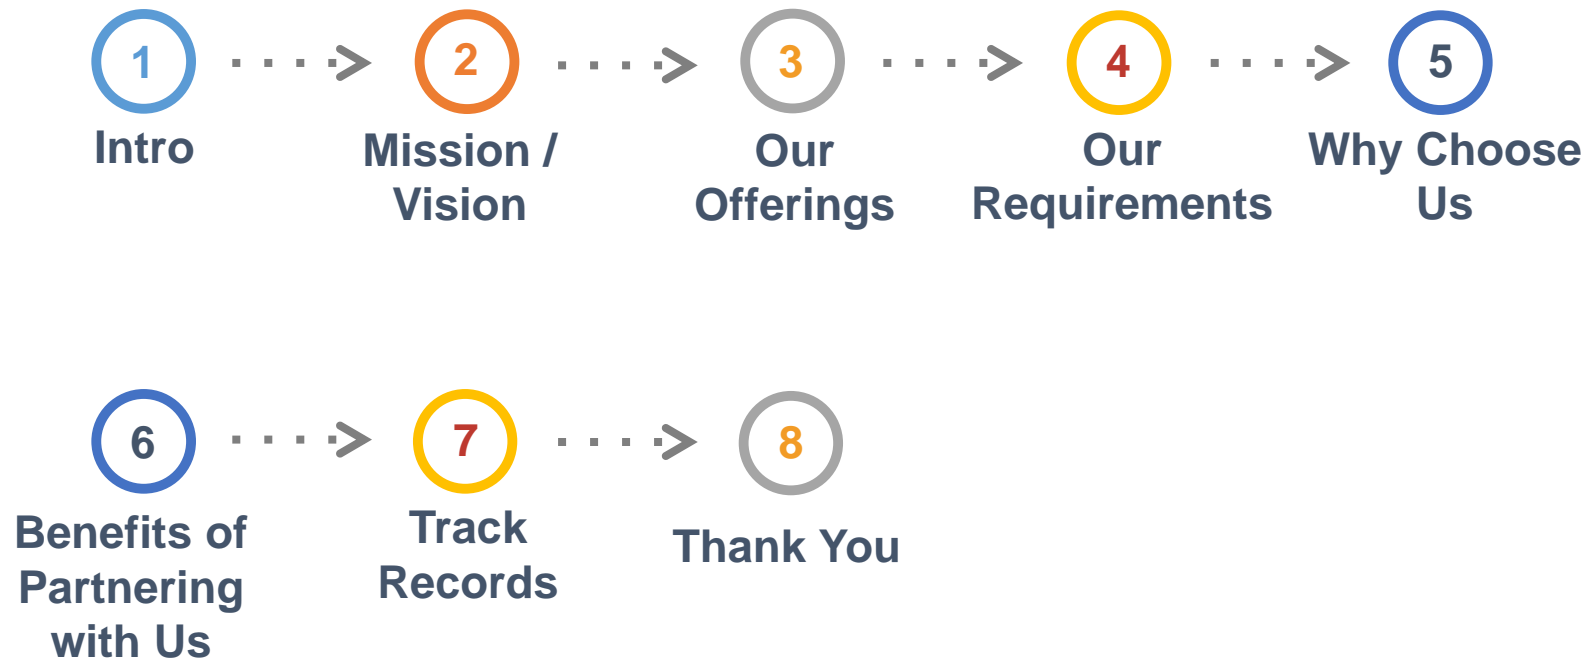 1
Intro
2
Mission /
Vision
3
Our
Offerings
4
Our
Requirements
5
Why Choose
Us
6
Benefits of
Partnering
with Us
7
Track
Records
8
Thank You